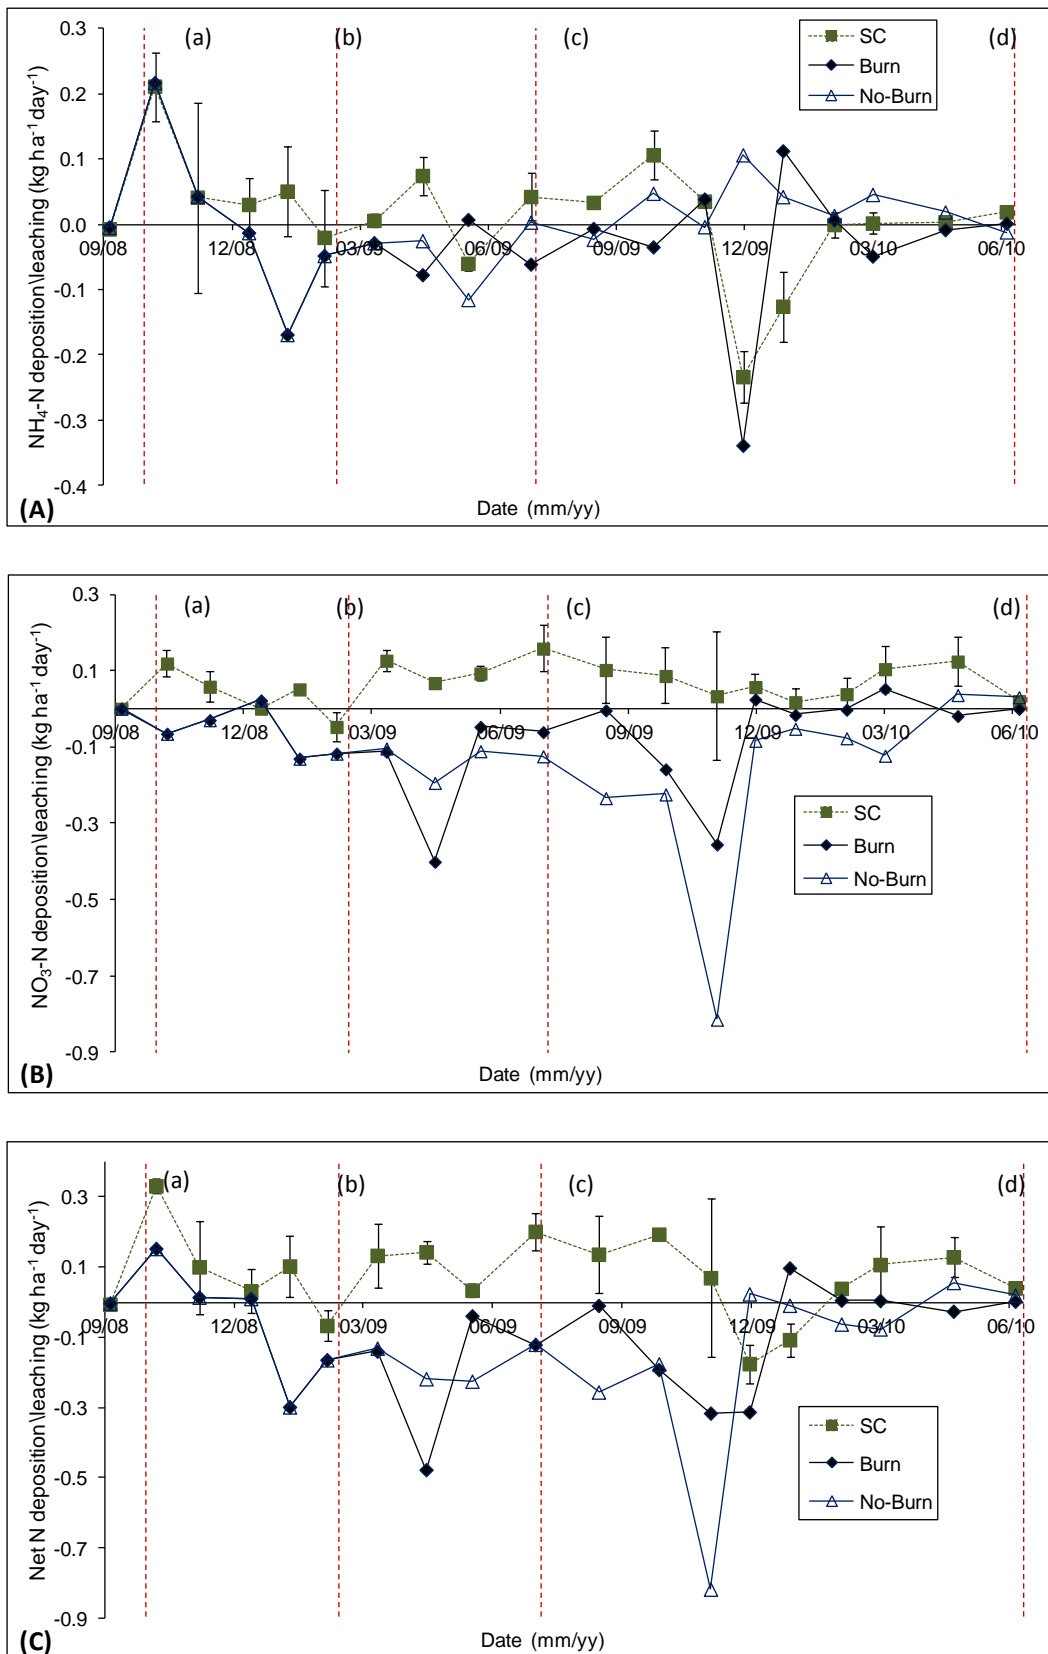 (a) (b) (c) (d)
SC
Burn
No-Burn
0.3
0.2
0.1
0.0
-0.1
-0.2
-0.3
-0.4
09/08 12/08 03/09 06/09 09/09 12/09 03/10 06/10
NH₄-N deposition\leaching (kg ha⁻¹ day⁻¹)
Date (mm/yy)
(A)
(a) (b) (c) (d)
0.3
0.1
-0.1
-0.3
-0.5
-0.7
-0.9
09/08 12/08 03/09 06/09 09/09 12/09 03/10 06/10
SC
Burn
No-Burn
NO₃-N deposition\leaching (kg ha⁻¹ day⁻¹)
Date (mm/yy)
(B)
(a) (b) (c) (d)
0.3
0.1
-0.1
-0.3
-0.5
-0.7
-0.9
09/08 12/08 03/09 06/09 09/09 12/09 03/10 06/10
SC
Burn
No-Burn
Net N deposition\leaching (kg ha⁻¹ day⁻¹)
Date (mm/yy)
(C)